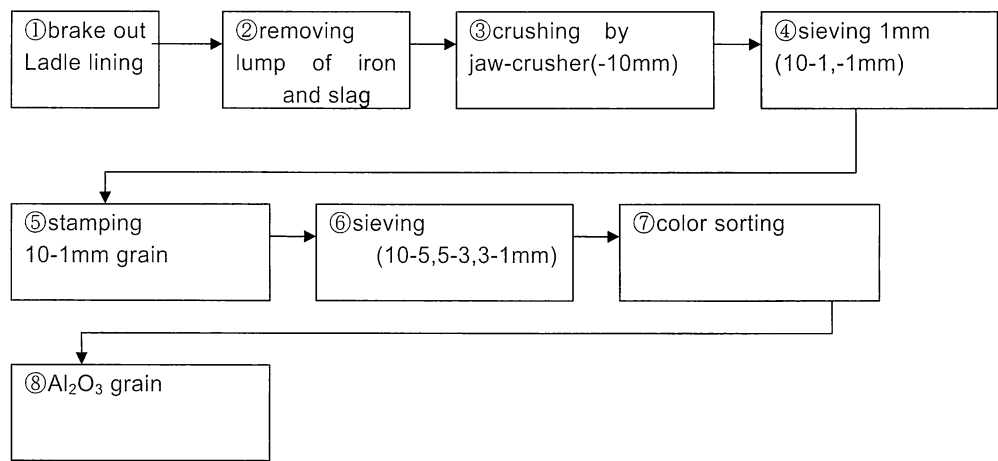 ①brake out
Ladle lining
②removing
lump of iron
and slag
③crushing by
jaw-crusher(-10mm)
④sieving 1mm
(10-1,-1mm)
⑤stamping
10-1mm grain
⑥sieving
(10-5,5-3,3-1mm)
⑦color sorting
⑧Al₂O₃ grain